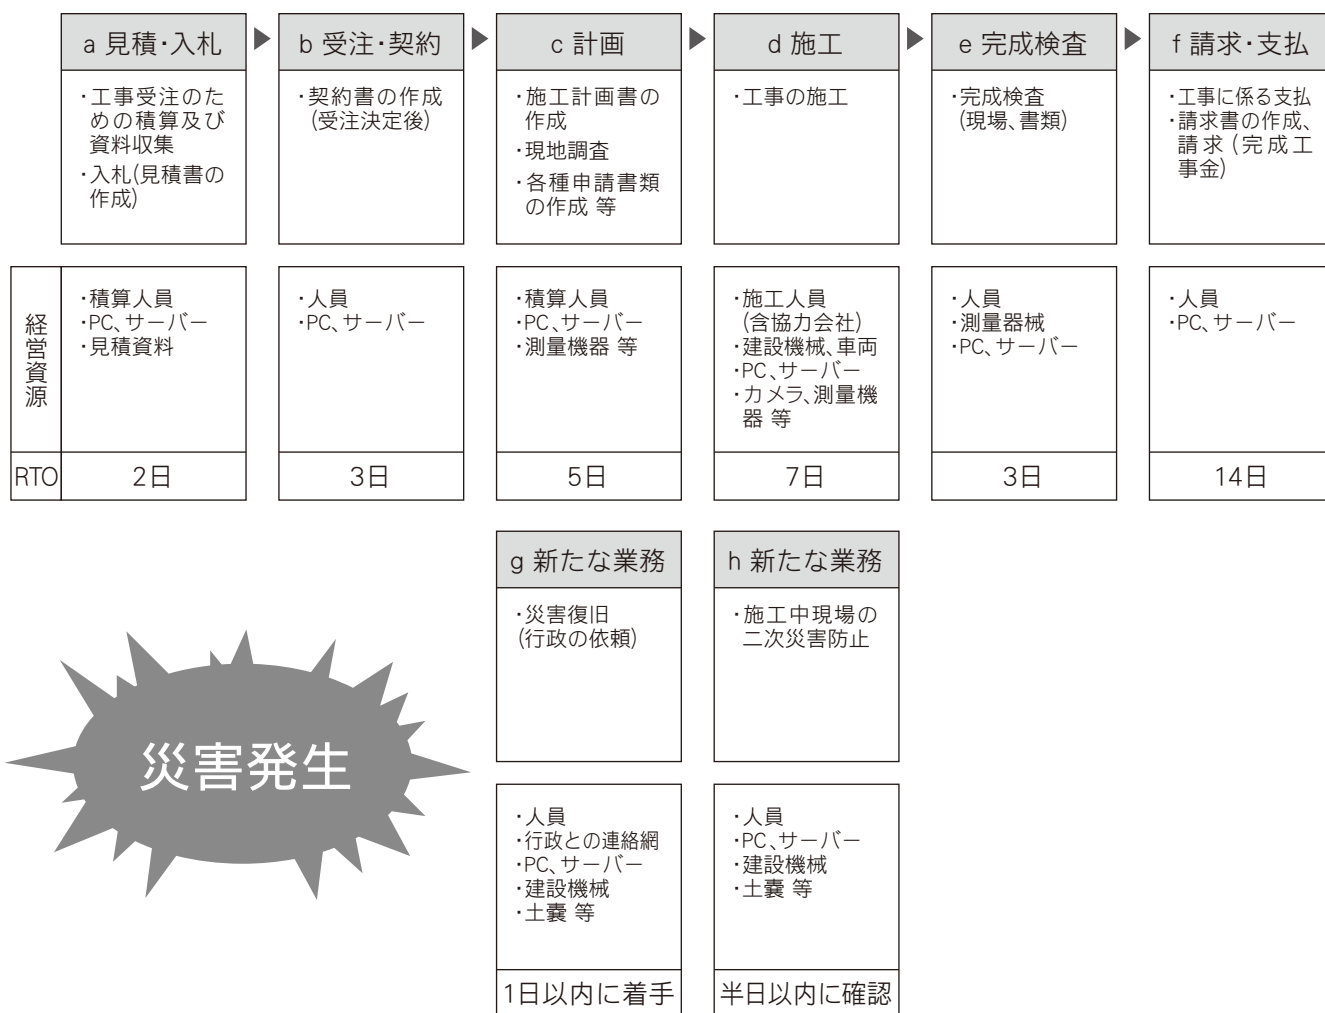 a 見積・入札
・工事受注のた
めの積算及び
資料収集
・入札(見積書の
作成)
b 受注・契約
・契約書の作成
(受注決定後)
c 計画
・施工計画書の
作成
・現地調査
・各種申請書類
の作成 等
d 施工
・工事の施工
e 完成検査
・完成検査
(現場、書類)
f 請求・支払
・工事に係る支払
・請求書の作成、
請求(完成工
事金)
経営資源
・積算人員
・PC、サーバー
・見積資料
・人員
・PC、サーバー
・積算人員
・PC、サーバー
・測量機器 等
・施工人員
(含協力会社)
・建設機械、車両
・PC、サーバー
・カメラ、測量機
器 等
・人員
・測量器械
・PC、サーバー
・人員
・PC、サーバー
RTO
2日
3日
5日
7日
3日
14日
災害発生
g 新たな業務
・災害復旧
(行政の依頼)
・人員
・行政との連絡網
・PC、サーバー
・建設機械
・土嚢 等
1日以内に着手
h 新たな業務
・施工中現場の
二次災害防止
・人員
・PC、サーバー
・建設機械
・土嚢 等
半日以内に確認